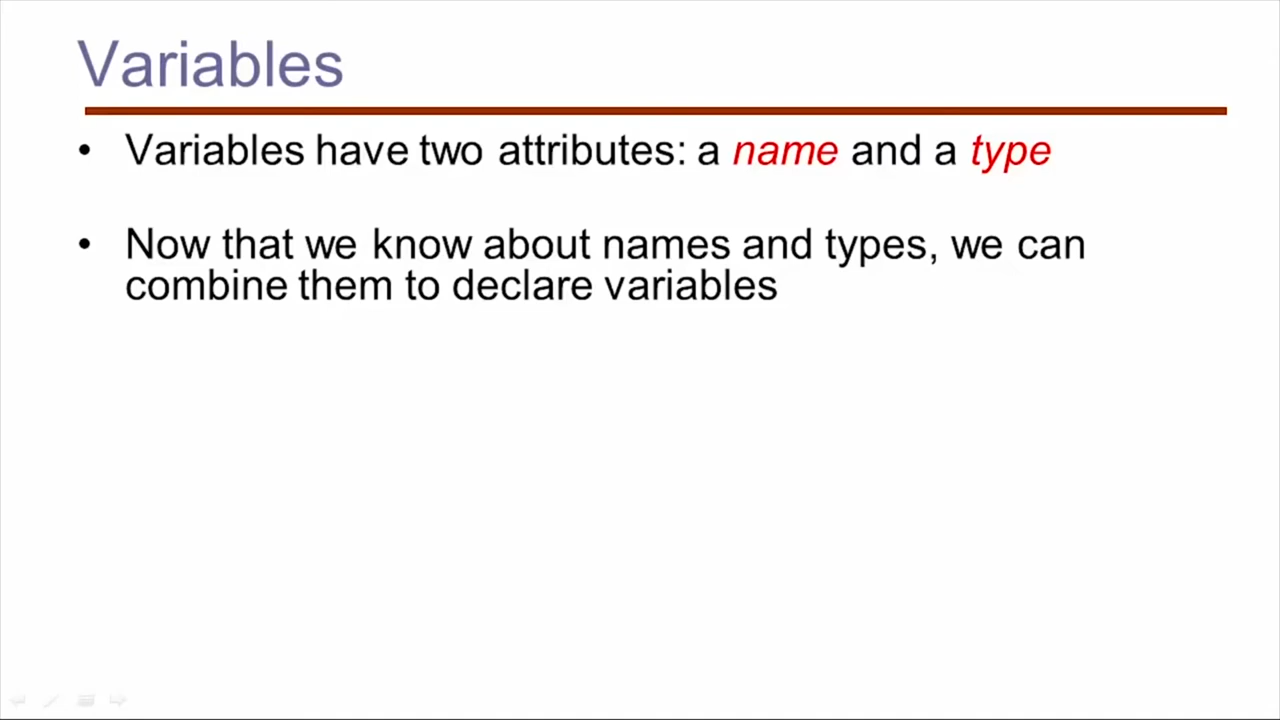 Variables
• Variables have two attributes: a name and a type
• Now that we know about names and types, we can
combine them to declare variables